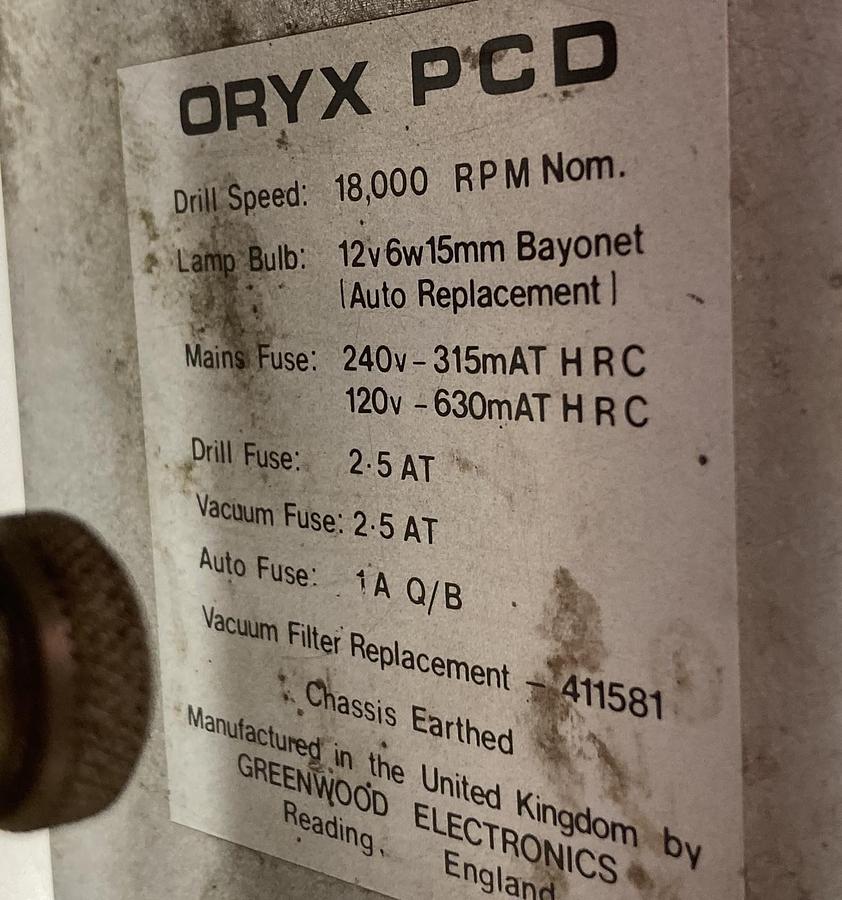 ORYX PCD
Drill Speed: 18,000 RPM Nom.
Lamp Bulb: 12v6w15mm Bayonet
(Auto Replacement)
Mains Fuse: 240v - 315mAT HRC
120v - 630mAT HRC
Drill Fuse: 2·5 AT
Vacuum Fuse: 2·5 AT
Auto Fuse: 1A Q/B
Vacuum Filter Replacement - 411581
Chassis Earthed
Manufactured in the United Kingdom by
GREENWOOD ELECTRONICS
Reading, England